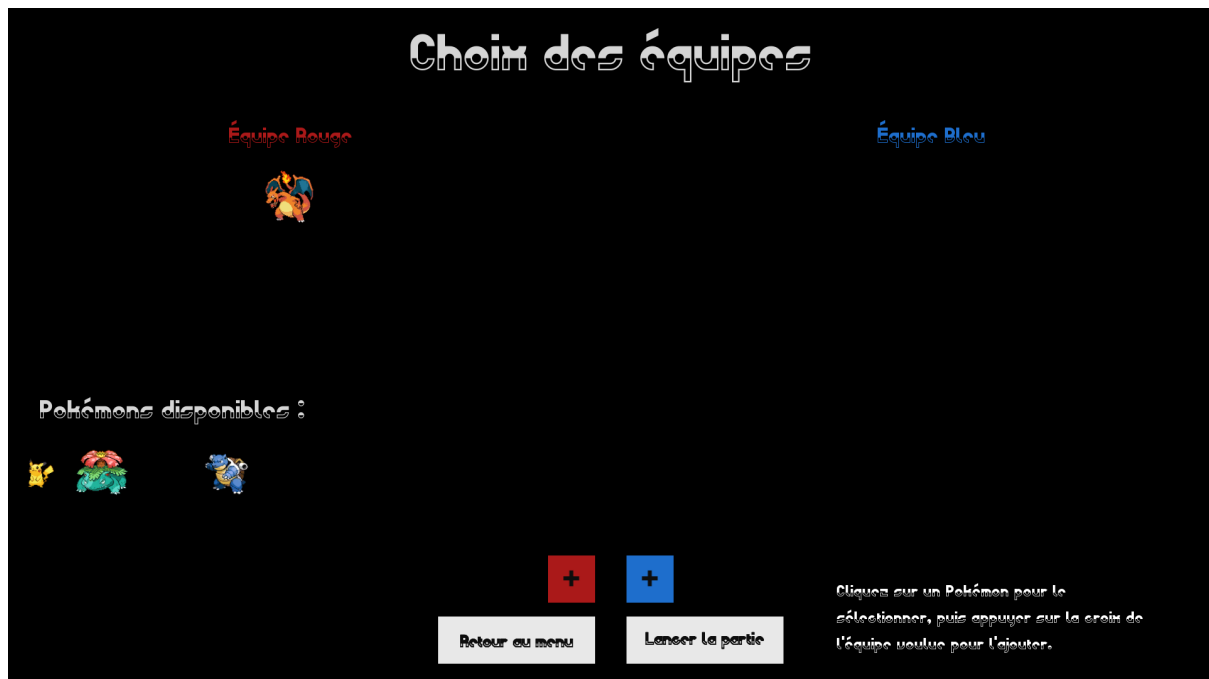 Choix des équipes
Équipe Rouge
Équipe Bleu
Pokémons disponibles :
+
+
Retour au menu
Lancer la partie
Cliquez sur un Pokémon pour le
sélectionner, puis appuyer sur la croix de
l'équipe voulue pour l'ajouter.